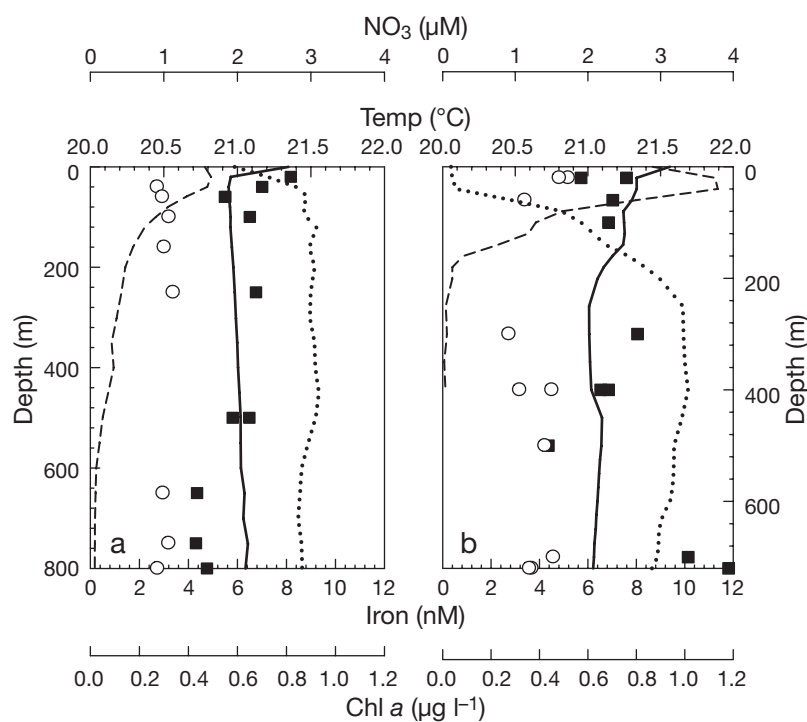 NO3 (µM)
0 1 2 3 4 0 1 2 3 4
Temp (°C)
20.0 20.5 21.0 21.5 22.0 20.0 20.5 21.0 21.5 22.0
0
200
400
600
800
Depth (m)
a
0
200
400
600
Depth (m)
b
0 2 4 6 8 10 0 2 4 6 8 10 12
Iron (nM)
0.0 0.2 0.4 0.6 0.8 1.0 0.0 0.2 0.4 0.6 0.8 1.0 1.2
Chl a (µg l–1)